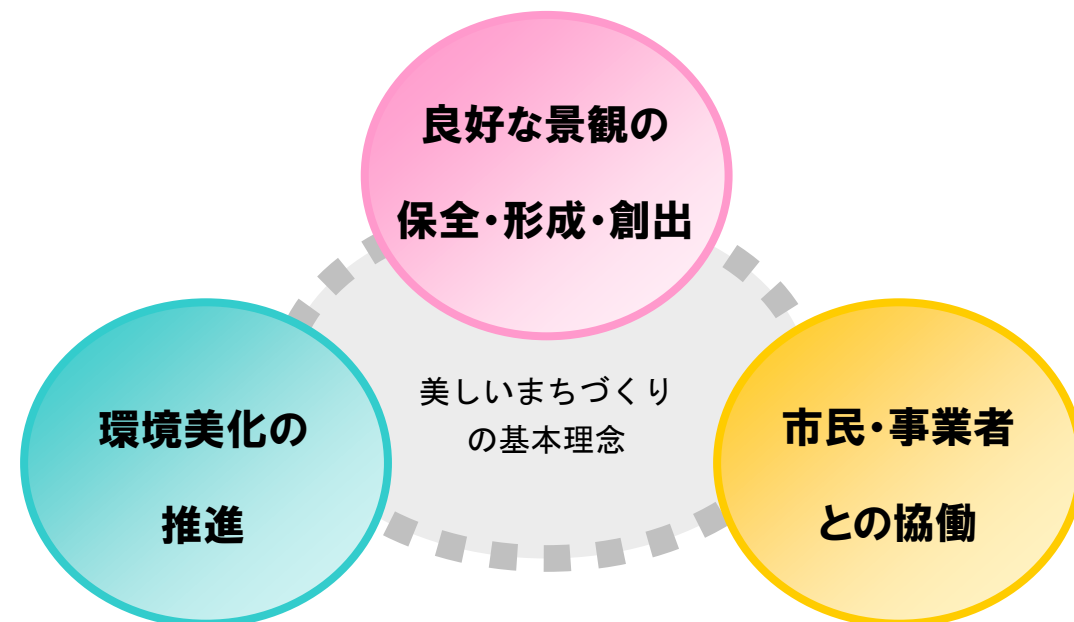 良好な景観の
保全・形成・創出
美しいまちづくり
の基本理念
環境美化の
推進
市民・事業者
との協働